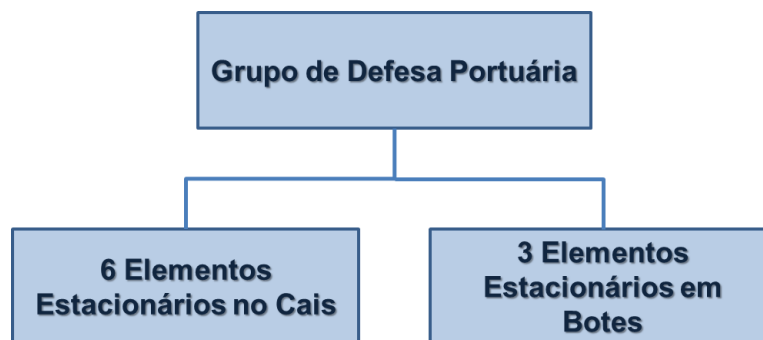 Grupo de Defesa Portuária
6 Elementos
Estacionários no Cais
3 Elementos
Estacionários em
Botes